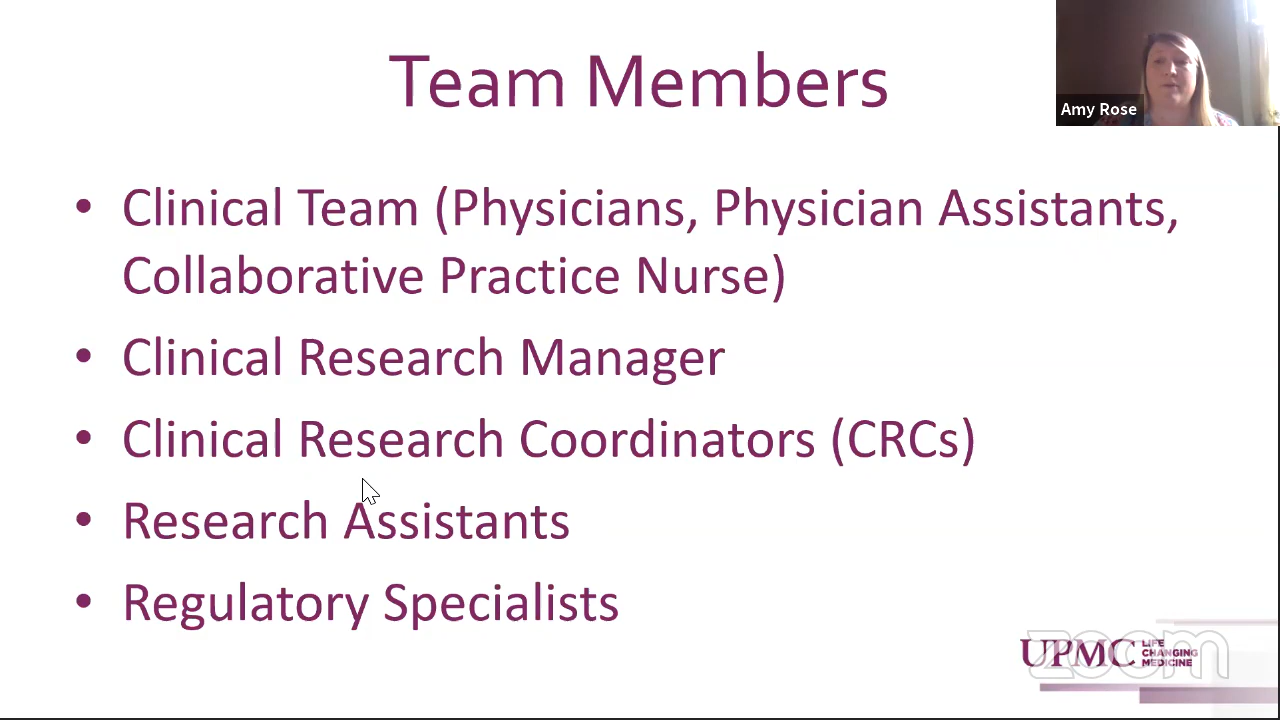 Team Members
Amy Rose
• Clinical Team (Physicians, Physician Assistants,
Collaborative Practice Nurse)
• Clinical Research Manager
• Clinical Research Coordinators (CRCs)
• Research Assistants
• Regulatory Specialists
UPMC
LIFE
CHANGING
MEDICINE
zoom